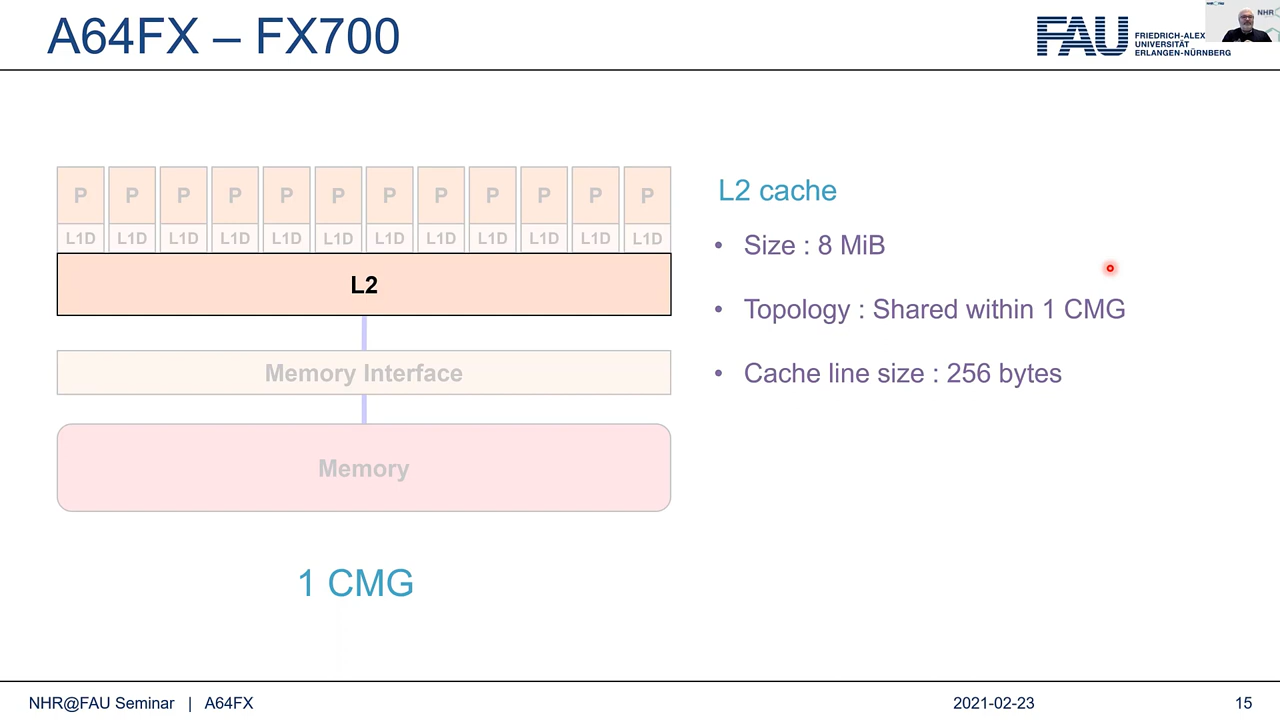 A64FX – FX700
FAU
FRIEDRICH-ALEX
UNIVERSITÄT
ERLANGEN-NÜRNBERG
NHR
P P P P P P P P P P P P
L1D L1D L1D L1D L1D L1D L1D L1D L1D L1D L1D L1D
L2
Memory Interface
Memory
1 CMG
L2 cache
• Size : 8 MiB
• Topology : Shared within 1 CMG
• Cache line size : 256 bytes
NHR@FAU Seminar | A64FX
2021-02-23
15